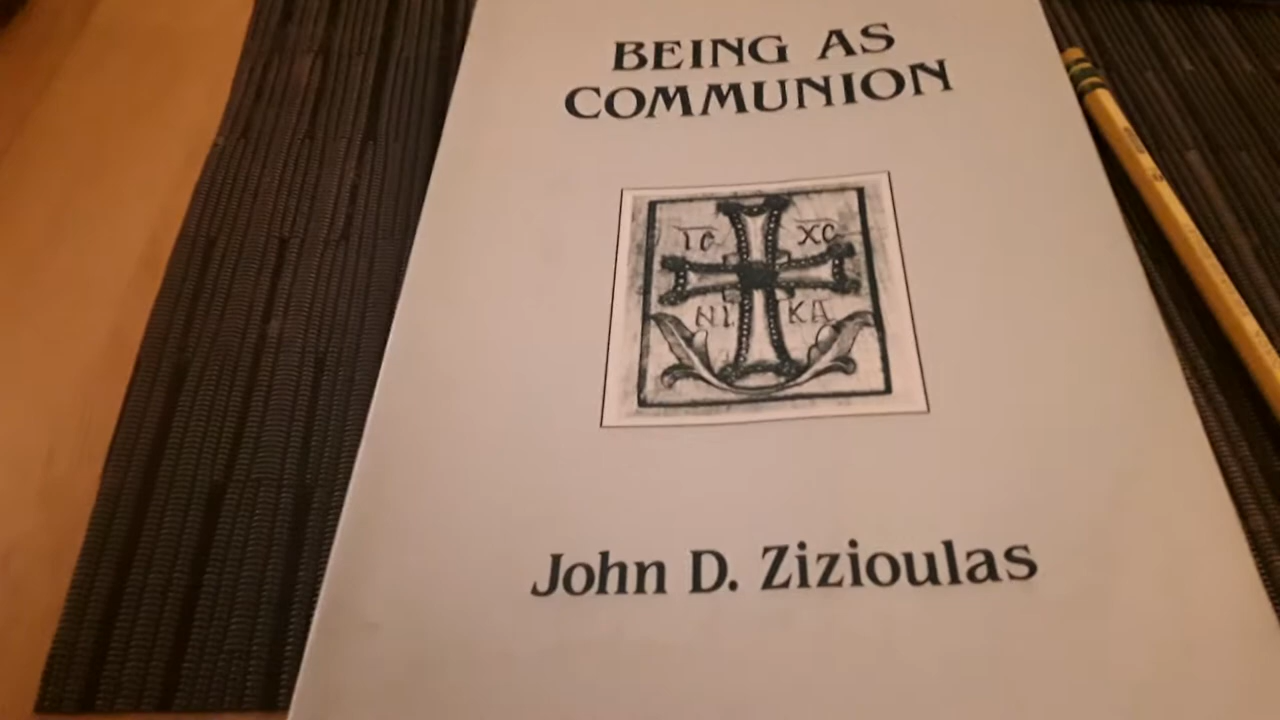 BEING AS
COMMUNION
IC XC
NI KA
John D. Zizioulas